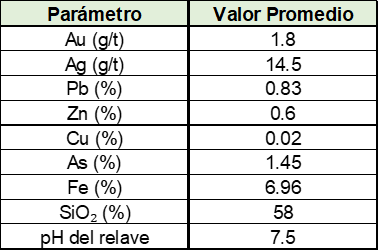 Parámetro Valor Promedio
Au (g/t) 1.8
Ag (g/t) 14.5
Pb (%) 0.83
Zn (%) 0.6
Cu (%) 0.02
As (%) 1.45
Fe (%) 6.96
SiO₂ (%) 58
pH del relave 7.5